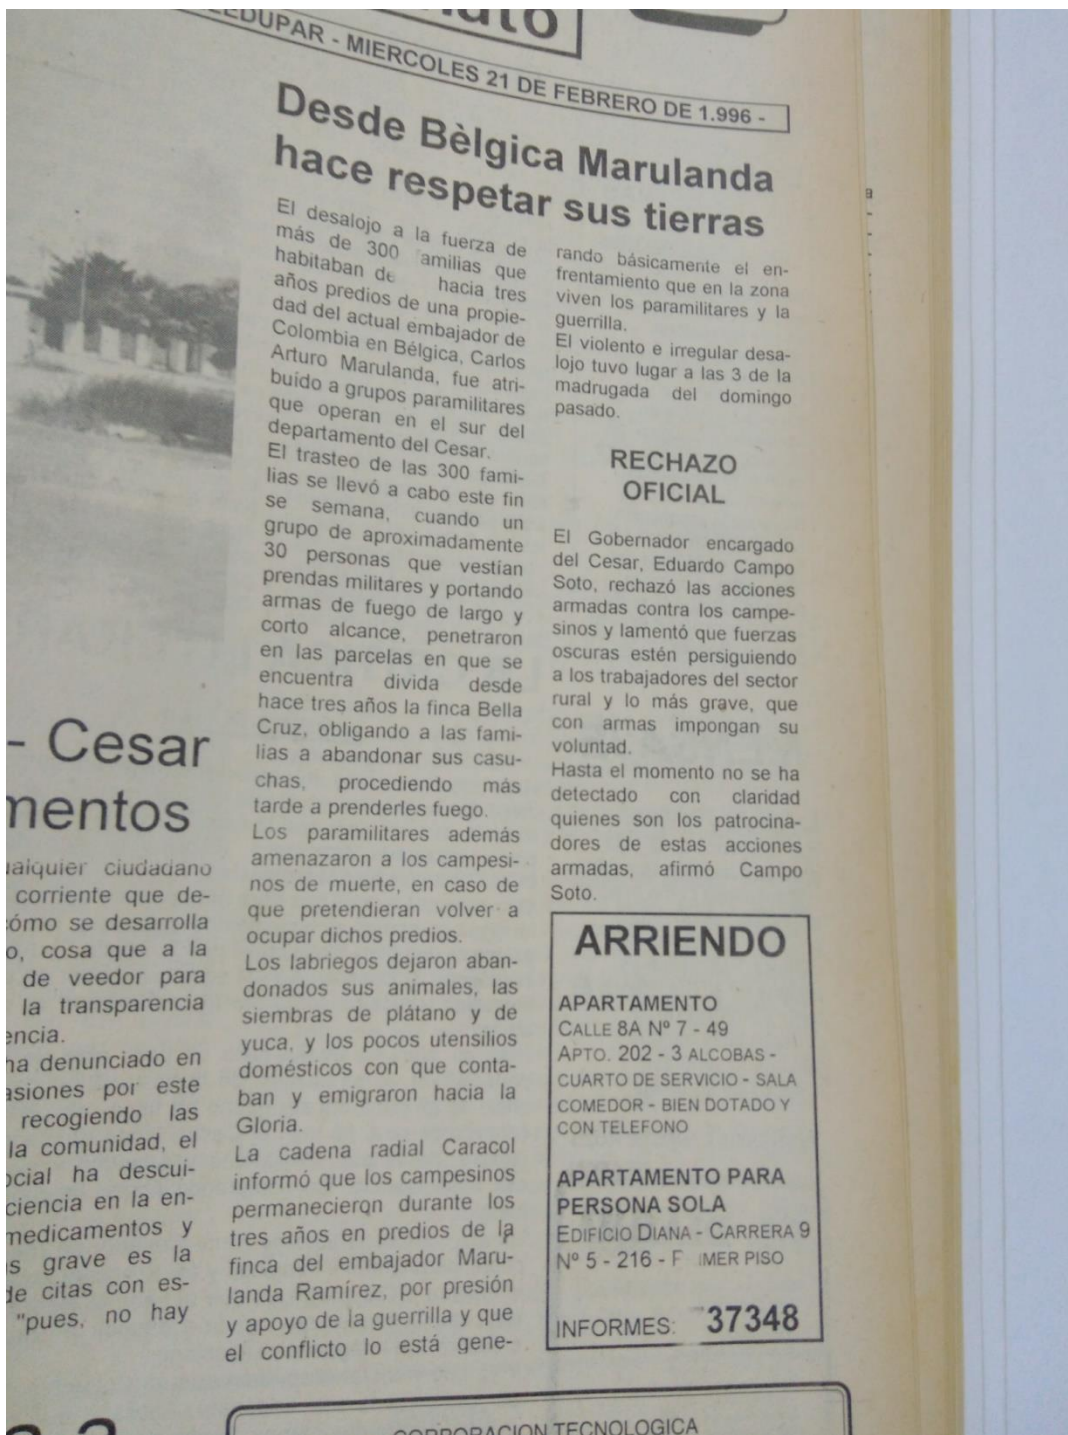 VALLEDUPAR - MIERCOLES 21 DE FEBRERO DE 1.996 -
Desde Bèlgica Marulanda
hace respetar sus tierras
El desalojo a la fuerza de
más de 300 amilias que
habitaban de hacia tres
años predios de una propie-
dad del actual embajador de
Colombia en Bélgica, Carlos
Arturo Marulanda, fue atri-
buído a grupos paramilitares
que operan en el sur del
departamento del Cesar.
El trasteo de las 300 fami-
lias se llevó a cabo este fin
se semana, cuando un
grupo de aproximadamente
30 personas que vestían
prendas militares y portando
armas de fuego de largo y
corto alcance, penetraron
en las parcelas en que se
encuentra divida desde
hace tres años la finca Bella
Cruz, obligando a las fami-
lias a abandonar sus casu-
chas, procediendo más
tarde a prenderles fuego.
Los paramilitares además
amenazaron a los campesi-
nos de muerte, en caso de
que pretendieran volver a
ocupar dichos predios.
Los labriegos dejaron aban-
donados sus animales, las
siembras de plátano y de
yuca, y los pocos utensilios
domésticos con que conta-
ban y emigraron hacia la
Gloria.
La cadena radial Caracol
informó que los campesinos
permanecieron durante los
tres años en predios de la
finca del embajador Maru-
landa Ramírez, por presión
y apoyo de la guerrilla y que
el conflicto lo está gene-
rando básicamente el en-
frentamiento que en la zona
viven los paramilitares y la
guerrilla.
El violento e irregular desa-
lojo tuvo lugar a las 3 de la
madrugada del domingo
pasado.
RECHAZO
OFICIAL
El Gobernador encargado
del Cesar, Eduardo Campo
Soto, rechazó las acciones
armadas contra los campe-
sinos y lamentó que fuerzas
oscuras estén persiguiendo
a los trabajadores del sector
rural y lo más grave, que
con armas impongan su
voluntad.
Hasta el momento no se ha
detectado con claridad
quienes son los patrocina-
dores de estas acciones
armadas, afirmó Campo
Soto.
ARRIENDO
APARTAMENTO
CALLE 8A Nº 7 - 49
APTO. 202 - 3 ALCOBAS -
CUARTO DE SERVICIO - SALA
COMEDOR - BIEN DOTADO Y
CON TELEFONO
APARTAMENTO PARA
PERSONA SOLA
EDIFICIO DIANA - CARRERA 9
Nº 5 - 216 - P IMER PISO
INFORMES: 37348
- Cesar
mentos
ualquier ciudadano
corriente que de-
cómo se desarrolla
o, cosa que a la
de veedor para
la transparencia
encia.
ha denunciado en
asiones por este
recogiendo las
la comunidad, el
ocial ha descui-
ciencia en la en-
medicamentos y
s grave es la
de citas con es-
"pues, no hay
CORPORACION TECNOLOGICA